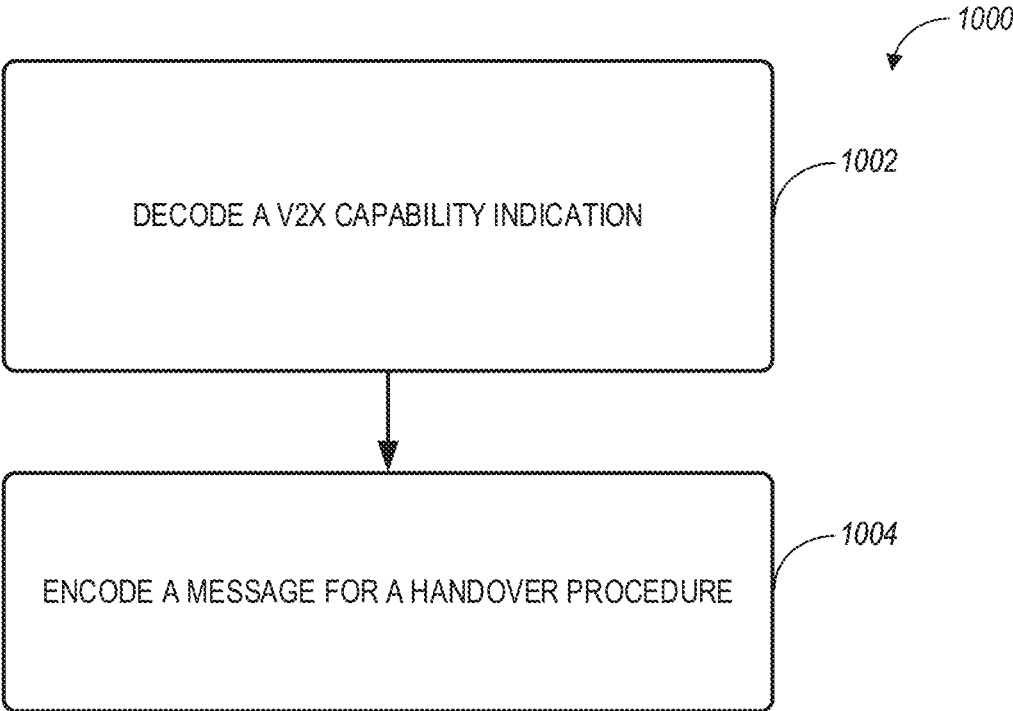 1000
1002
DECODE A V2X CAPABILITY INDICATION
1004
ENCODE A MESSAGE FOR A HANDOVER PROCEDURE